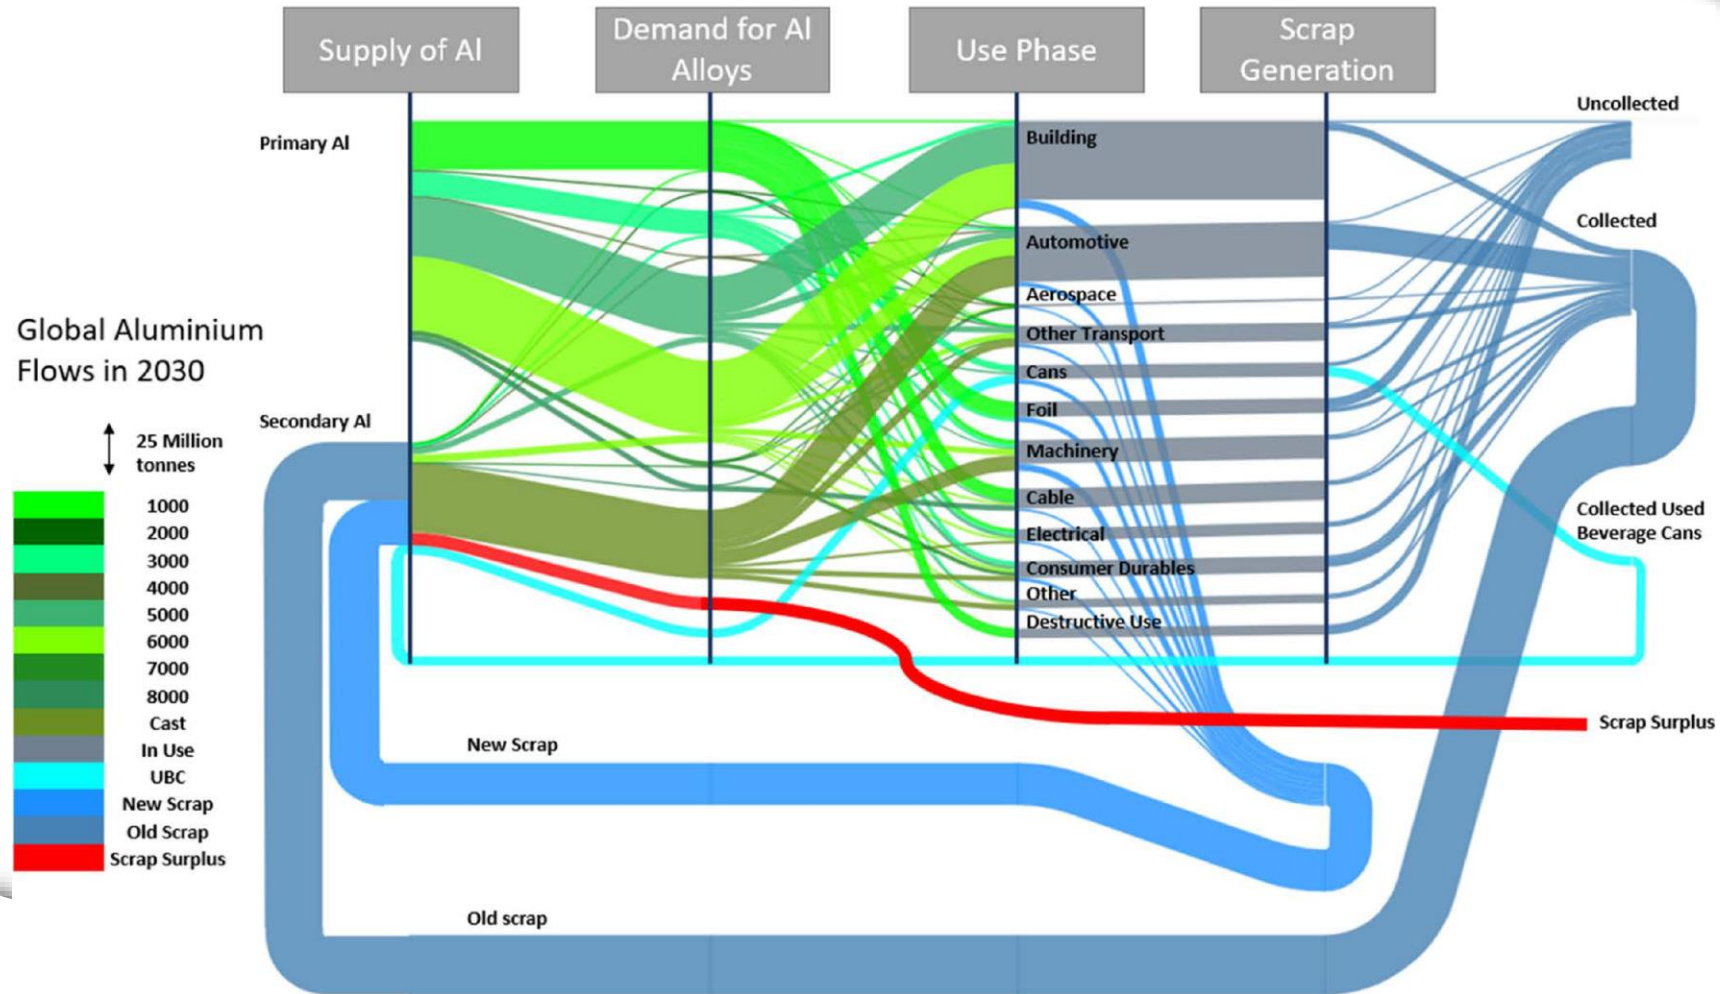 Supply of Al
Demand for Al
Alloys
Use Phase
Scrap
Generation
Primary Al
Secondary Al
Global Aluminium
Flows in 2030
25 Million
tonnes
1000
2000
3000
4000
5000
6000
7000
8000
Cast
In Use
UBC
New Scrap
Old Scrap
Scrap Surplus
Building
Automotive
Aerospace
Other Transport
Cans
Foil
Machinery
Cable
Electrical
Consumer Durables
Other
Destructive Use
Uncollected
Collected
Collected Used
Beverage Cans
Scrap Surplus
New Scrap
Old scrap